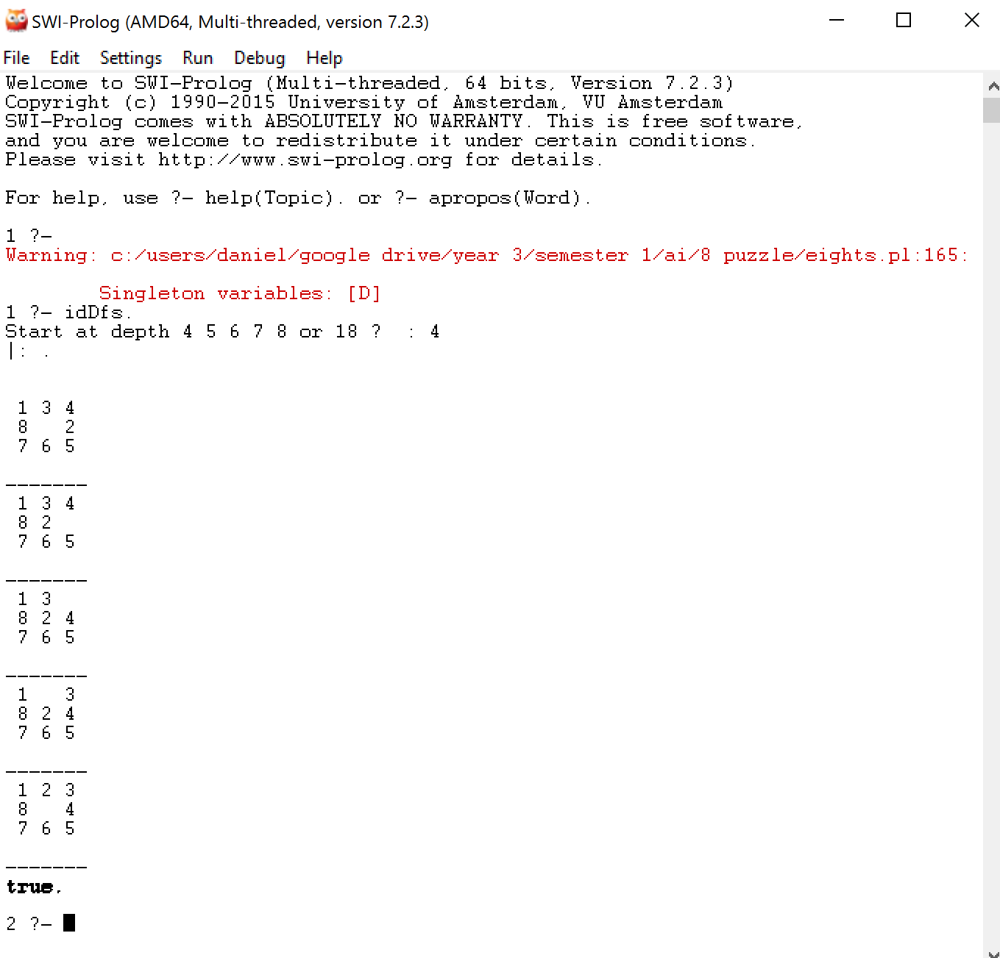 SWI-Prolog (AMD64, Multi-threaded, version 7.2.3)
File Edit Settings Run Debug Help
Welcome to SWI-Prolog (Multi-threaded, 64 bits, Version 7.2.3)
Copyright (c) 1990-2015 University of Amsterdam, VU Amsterdam
SWI-Prolog comes with ABSOLUTELY NO WARRANTY. This is free software,
and you are welcome to redistribute it under certain conditions.
Please visit http://www.swi-prolog.org for details.

For help, use ?- help(Topic). or ?- apropos(Word).

1 ?-
Warning: c:/users/daniel/google drive/year 3/semester 1/ai/8 puzzle/eights.pl:165:
Singleton variables: [D]
1 ?- idDfs.
Start at depth 4 5 6 7 8 or 18 ?  : 4
|: .

1 3 4
8   2
7 6 5

-------
1 3 4
8 2
7 6 5

-------
1 3
8 2 4
7 6 5

-------
1   3
8 2 4
7 6 5

-------
1 2 3
8   4
7 6 5

-------
true.

2 ?-